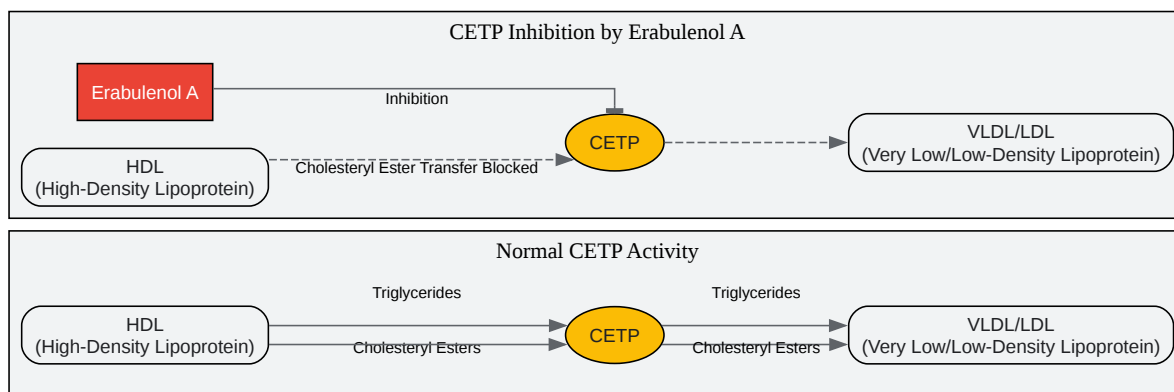 CETP Inhibition by Erabulenol A
Erabulenol A
Inhibition
CETP
VLDL/LDL
(Very Low/Low-Density Lipoprotein)
HDL
(High-Density Lipoprotein)
Cholesteryl Ester Transfer Blocked
Normal CETP Activity
Triglycerides
Triglycerides
HDL
(High-Density Lipoprotein)
CETP
VLDL/LDL
(Very Low/Low-Density Lipoprotein)
Cholesteryl Esters
Cholesteryl Esters